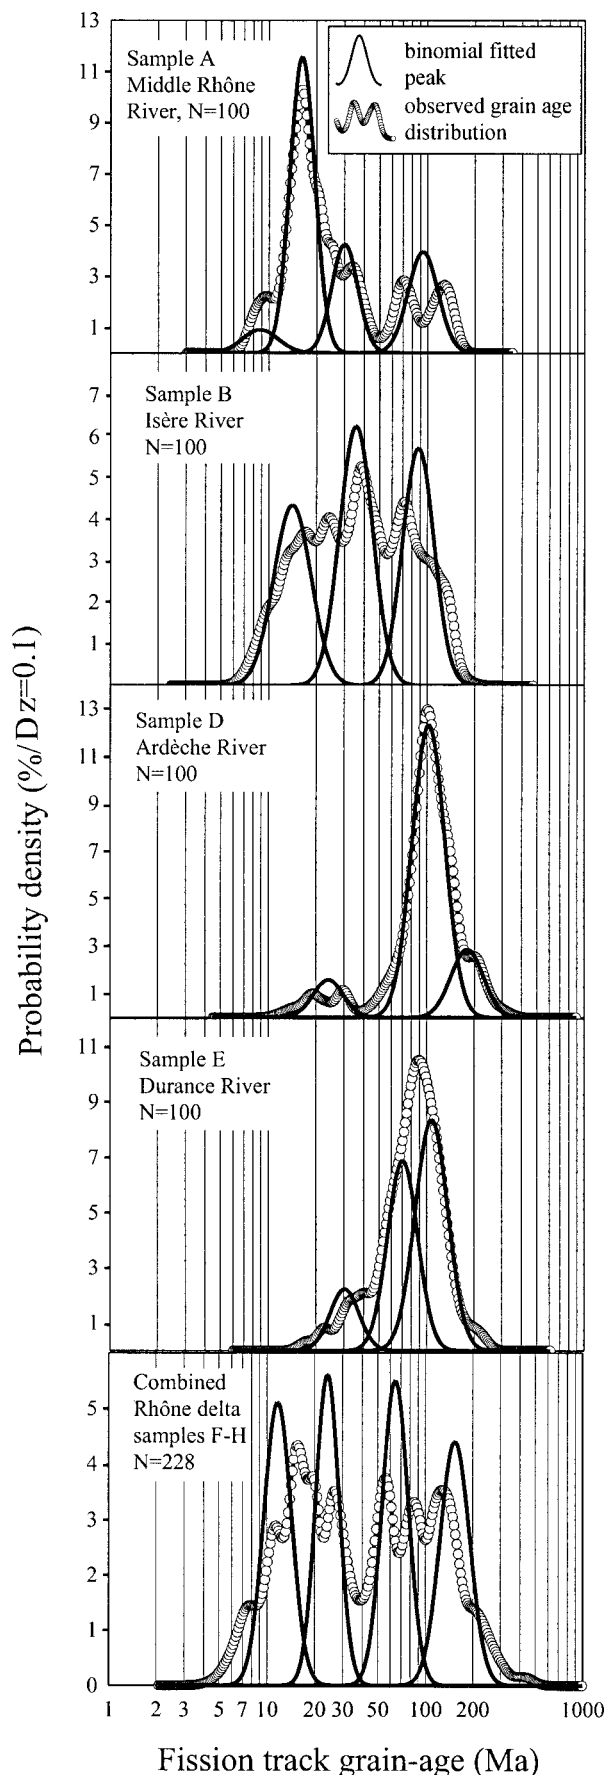 Sample A
Middle Rhône
River, N=100
binomial fitted
peak
observed grain age
distribution
13
11
9
7
5
3
1
Sample B
Isère River
N=100
7
6
5
4
3
2
1
Sample D
Ardèche River
N=100
13
11
9
7
5
3
1
Sample E
Durance River
N=100
11
9
7
5
3
1
Combined
Rhône delta
samples F-H
N=228
5
4
3
2
1
0
Probability density (%/Dz=0.1)
1 2 3 5 7 10 20 30 50 100 200 1000
Fission track grain-age (Ma)